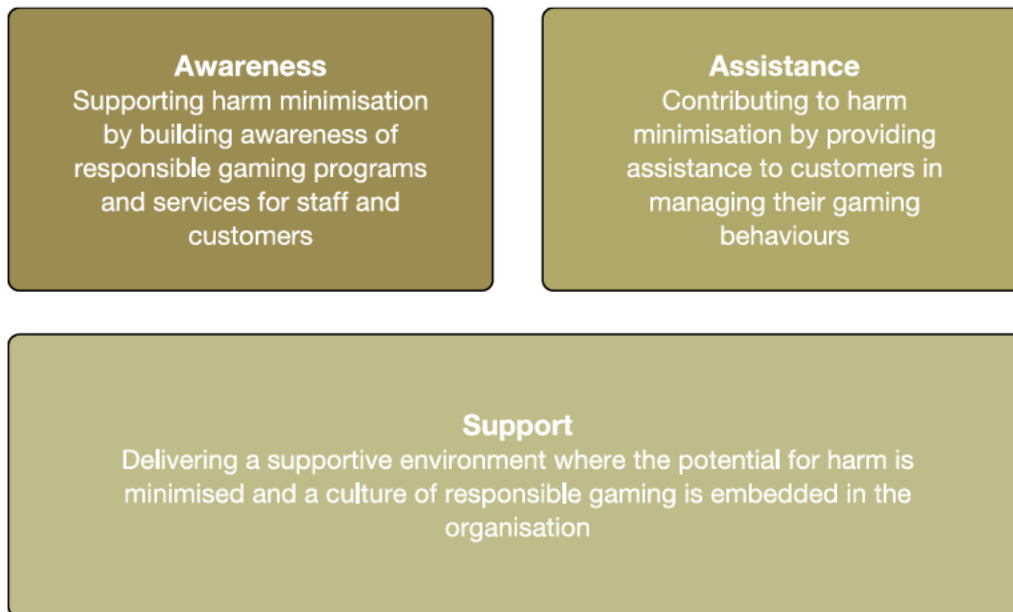 Awareness
Supporting harm minimisation
by building awareness of
responsible gaming programs
and services for staff and
customers
Assistance
Contributing to harm
minimisation by providing
assistance to customers in
managing their gaming
behaviours
Support
Delivering a supportive environment where the potential for harm is
minimised and a culture of responsible gaming is embedded in the
organisation